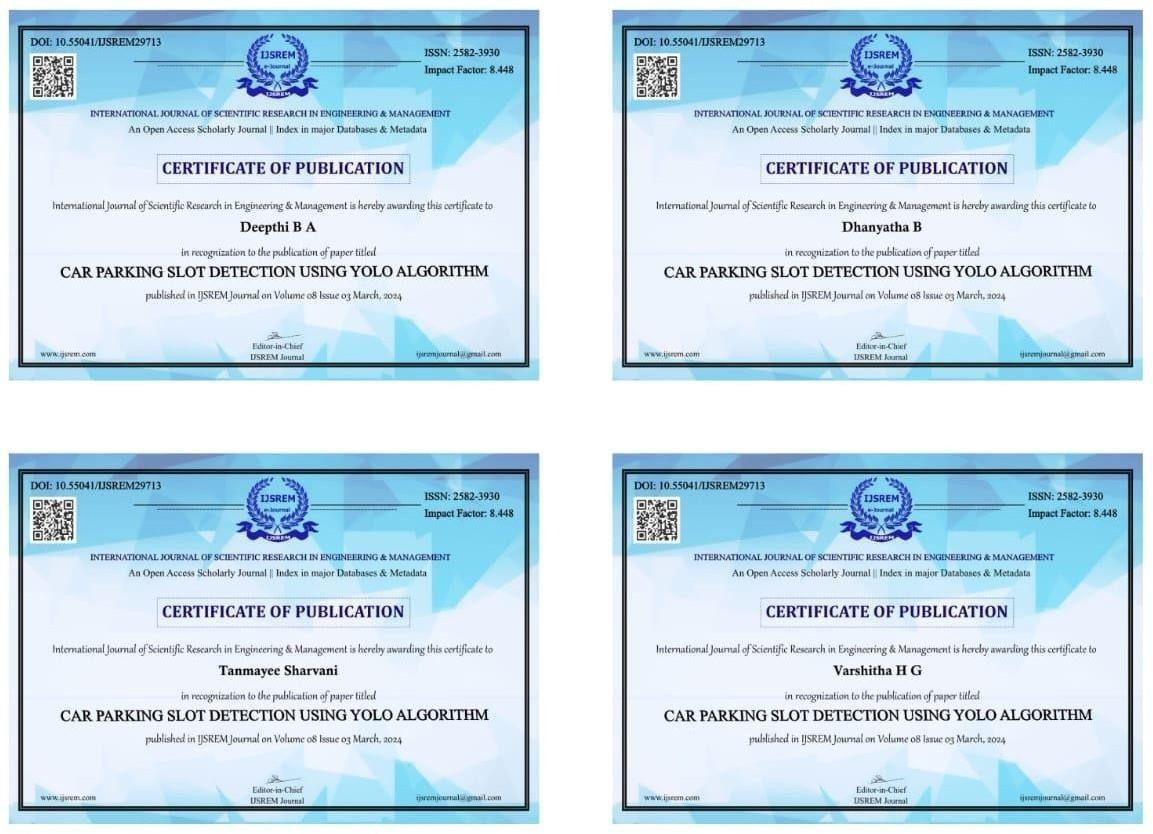 DOI: 10.55041/IJSREM29713
ISSN: 2582-3930
Impact Factor: 8.448
IJSREM
e-Journal
IJSREM
INTERNATIONAL JOURNAL OF SCIENTIFIC RESEARCH IN ENGINEERING & MANAGEMENT
An Open Access Scholarly Journal || Index in major Databases & Metadata
CERTIFICATE OF PUBLICATION
International Journal of Scientific Research in Engineering & Management is hereby awarding this certificate to
Deepthi B A
in recognization to the publication of paper titled
CAR PARKING SLOT DETECTION USING YOLO ALGORITHM
published in IJSREM Journal on Volume 08 Issue 03 March, 2024
Editor-in-Chief
IJSREM Journal
www.ijsrem.com
ijsremjournal@gmail.com
DOI: 10.55041/IJSREM29713
ISSN: 2582-3930
Impact Factor: 8.448
IJSREM
e-Journal
IJSREM
INTERNATIONAL JOURNAL OF SCIENTIFIC RESEARCH IN ENGINEERING & MANAGEMENT
An Open Access Scholarly Journal || Index in major Databases & Metadata
CERTIFICATE OF PUBLICATION
International Journal of Scientific Research in Engineering & Management is hereby awarding this certificate to
Dhanyatha B
in recognization to the publication of paper titled
CAR PARKING SLOT DETECTION USING YOLO ALGORITHM
published in IJSREM Journal on Volume 08 Issue 03 March, 2024
Editor-in-Chief
IJSREM Journal
www.ijsrem.com
ijsremjournal@gmail.com
DOI: 10.55041/IJSREM29713
ISSN: 2582-3930
Impact Factor: 8.448
IJSREM
e-Journal
IJSREM
INTERNATIONAL JOURNAL OF SCIENTIFIC RESEARCH IN ENGINEERING & MANAGEMENT
An Open Access Scholarly Journal || Index in major Databases & Metadata
CERTIFICATE OF PUBLICATION
International Journal of Scientific Research in Engineering & Management is hereby awarding this certificate to
Tanmayee Sharvani
in recognization to the publication of paper titled
CAR PARKING SLOT DETECTION USING YOLO ALGORITHM
published in IJSREM Journal on Volume 08 Issue 03 March, 2024
Editor-in-Chief
IJSREM Journal
www.ijsrem.com
ijsremjournal@gmail.com
DOI: 10.55041/IJSREM29713
ISSN: 2582-3930
Impact Factor: 8.448
IJSREM
e-Journal
IJSREM
INTERNATIONAL JOURNAL OF SCIENTIFIC RESEARCH IN ENGINEERING & MANAGEMENT
An Open Access Scholarly Journal || Index in major Databases & Metadata
CERTIFICATE OF PUBLICATION
International Journal of Scientific Research in Engineering & Management is hereby awarding this certificate to
Varshitha H G
in recognization to the publication of paper titled
CAR PARKING SLOT DETECTION USING YOLO ALGORITHM
published in IJSREM Journal on Volume 08 Issue 03 March, 2024
Editor-in-Chief
IJSREM Journal
www.ijsrem.com
ijsremjournal@gmail.com